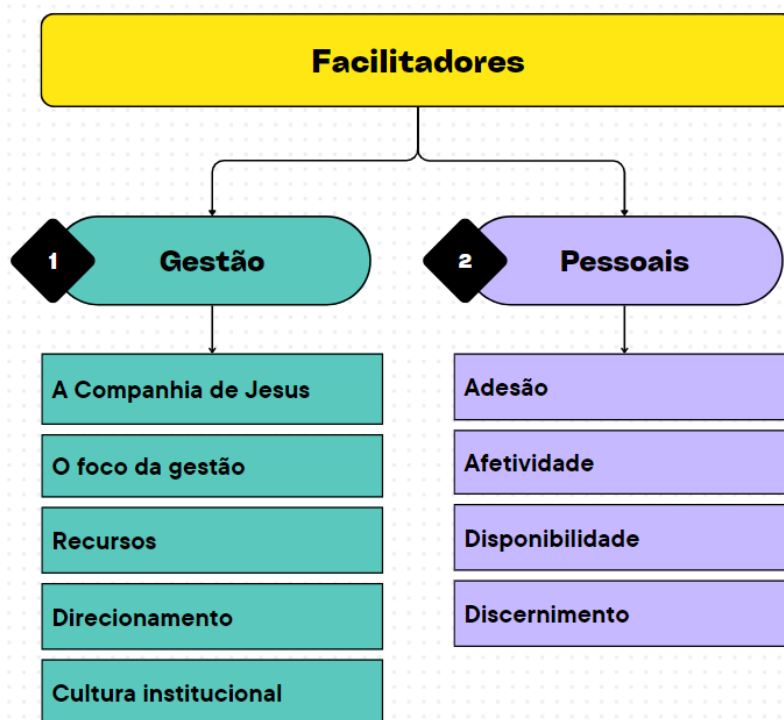 Facilitadores
1
Gestão
A Companhia de Jesus
O foco da gestão
Recursos
Direcionamento
Cultura institucional
2
Pessoais
Adesão
Afetividade
Disponibilidade
Discernimento